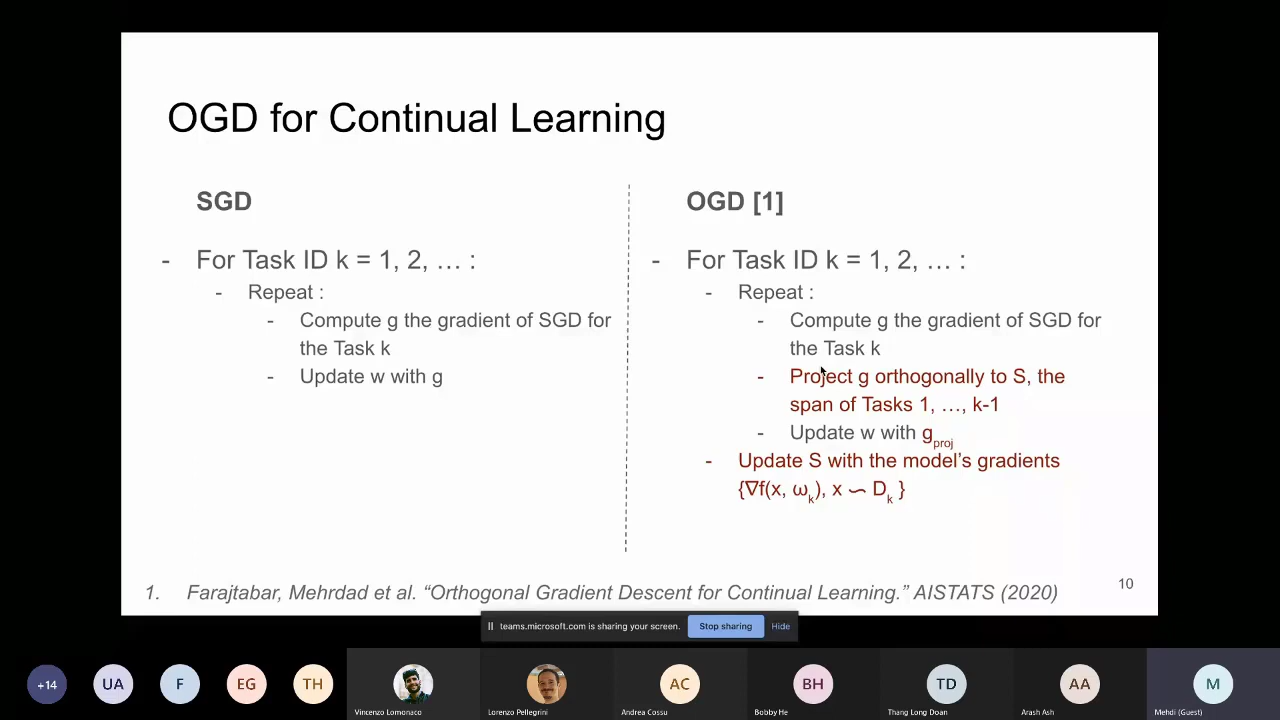 OGD for Continual Learning
SGD
- For Task ID k = 1, 2, … :
- Repeat :
- Compute g the gradient of SGD for
the Task k
- Update w with g
OGD [1]
- For Task ID k = 1, 2, … :
- Repeat :
- Compute g the gradient of SGD for
the Task k
- Project g orthogonally to S, the
span of Tasks 1, …, k-1
- Update w with gproj
- Update S with the model’s gradients
{∇f(x, ωk), x ∽ Dk }
1. Farajtabar, Mehrdad et al. “Orthogonal Gradient Descent for Continual Learning.” AISTATS (2020)
10
teams.microsoft.com is sharing your screen. Stop sharing Hide
+14 UA F EG TH AC BH TD AA M
Vincenzo Lomonaco Lorenzo Pellegrini Andrea Cossu Bobby He Thang Long Doan Arash Ash Mehdi (Guest)